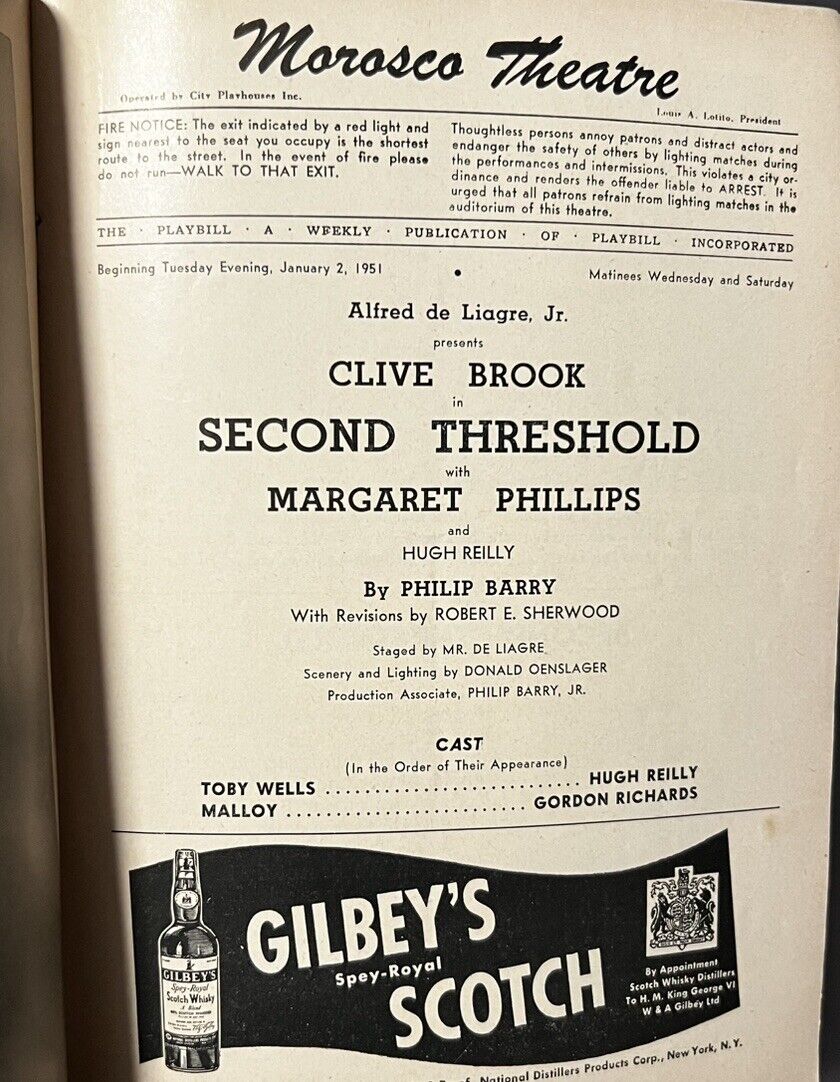 Morosco Theatre
Operated by City Playhouses Inc.
Louis A. Lotito, President
FIRE NOTICE: The exit indicated by a red light and
sign nearest to the seat you occupy is the shortest
route to the street. In the event of fire please
do not run—WALK TO THAT EXIT.
Thoughtless persons annoy patrons and distract actors and
endanger the safety of others by lighting matches during
the performances and intermissions. This violates a city or-
dinance and renders the offender liable to ARREST. It is
urged that all patrons refrain from lighting matches in the
auditorium of this theatre.
THE · PLAYBILL · A · WEEKLY · PUBLICATION · OF · PLAYBILL · INCORPORATED
Beginning Tuesday Evening, January 2, 1951 • Matinees Wednesday and Saturday
Alfred de Liagre, Jr.
presents
CLIVE BROOK
in
SECOND THRESHOLD
with
MARGARET PHILLIPS
and
HUGH REILLY
By PHILIP BARRY
With Revisions by ROBERT E. SHERWOOD
Staged by MR. DE LIAGRE
Scenery and Lighting by DONALD OENSLAGER
Production Associate, PHILIP BARRY, JR.
CAST
(In the Order of Their Appearance)
TOBY WELLS .......................... HUGH REILLY
MALLOY ......................... GORDON RICHARDS
GILBEY'S
Spey-Royal
SCOTCH
GILBEY'S
Spey-Royal
Scotch Whisky
A Blend
By Appointment
Scotch Whisky Distillers
To H. M. King George VI
W & A Gilbey Ltd
National Distillers Products Corp., New York, N.Y.